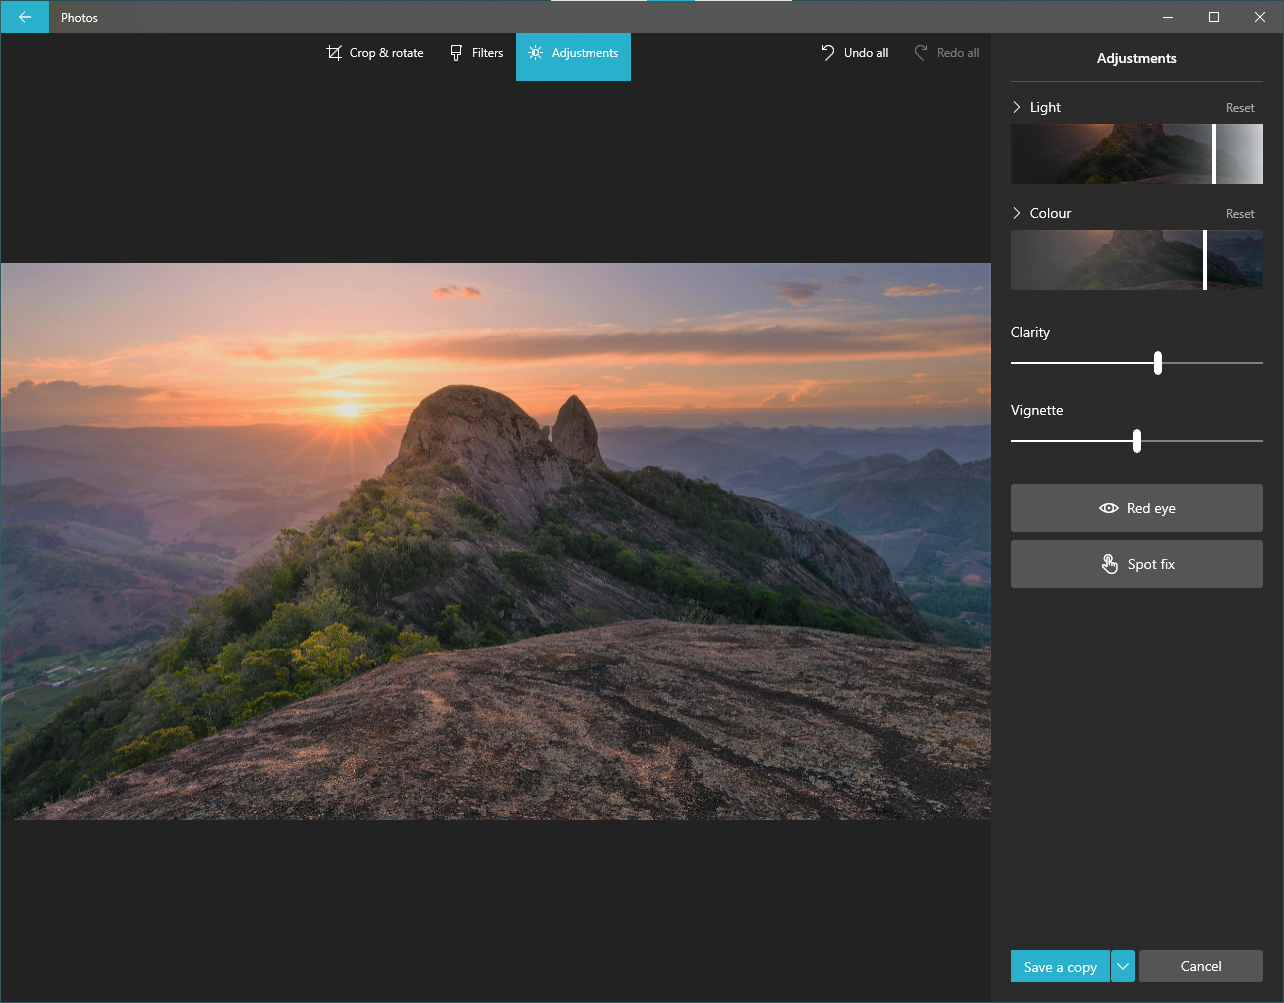 Photos
Crop & rotate
Filters
Adjustments
Undo all
Redo all
Adjustments
Light
Reset
Colour
Reset
Clarity
Vignette
Red eye
Spot fix
Save a copy
Cancel